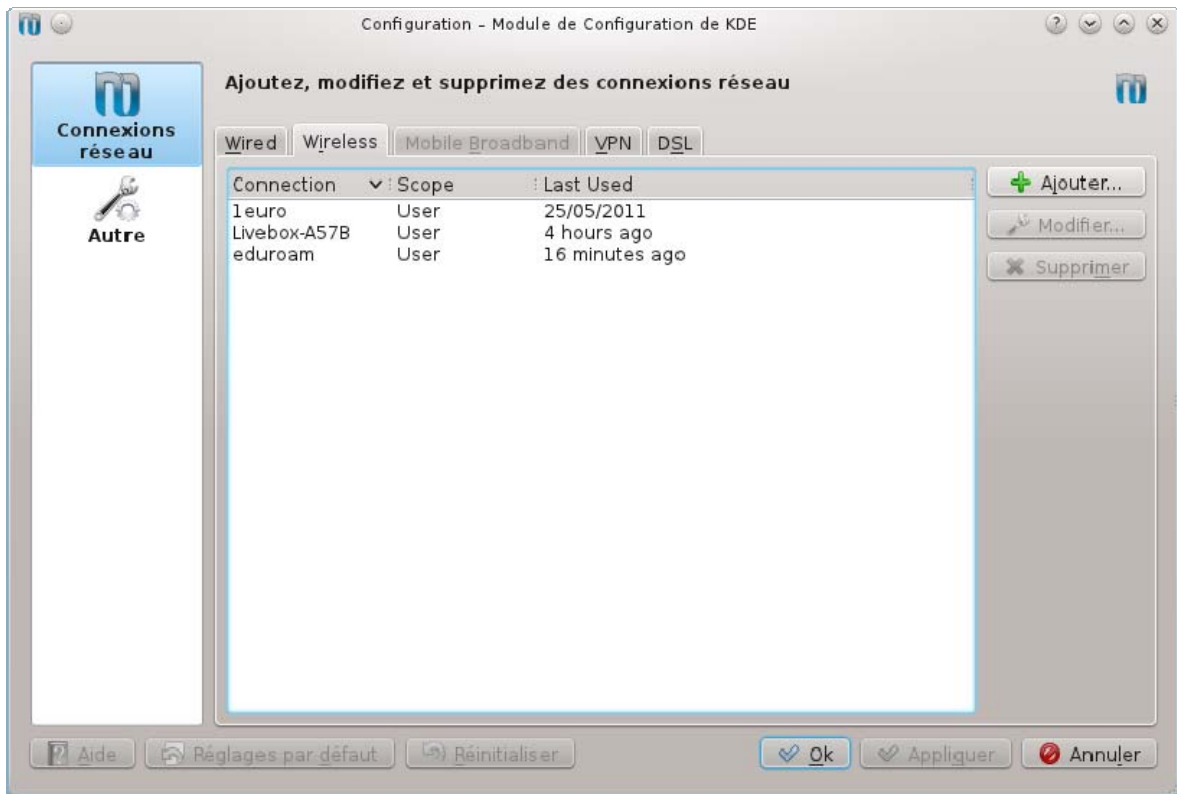 Configuration – Module de Configuration de KDE
Connexions réseau
Autre
Ajoutez, modifiez et supprimez des connexions réseau
Wired Wireless Mobile Broadband VPN DSL
Connection Scope Last Used
1euro User 25/05/2011
Livebox-A57B User 4 hours ago
eduroam User 16 minutes ago
Ajouter...
Modifier...
Supprimer
Aide Réglages par défaut Réinitialiser Ok Appliquer Annuler